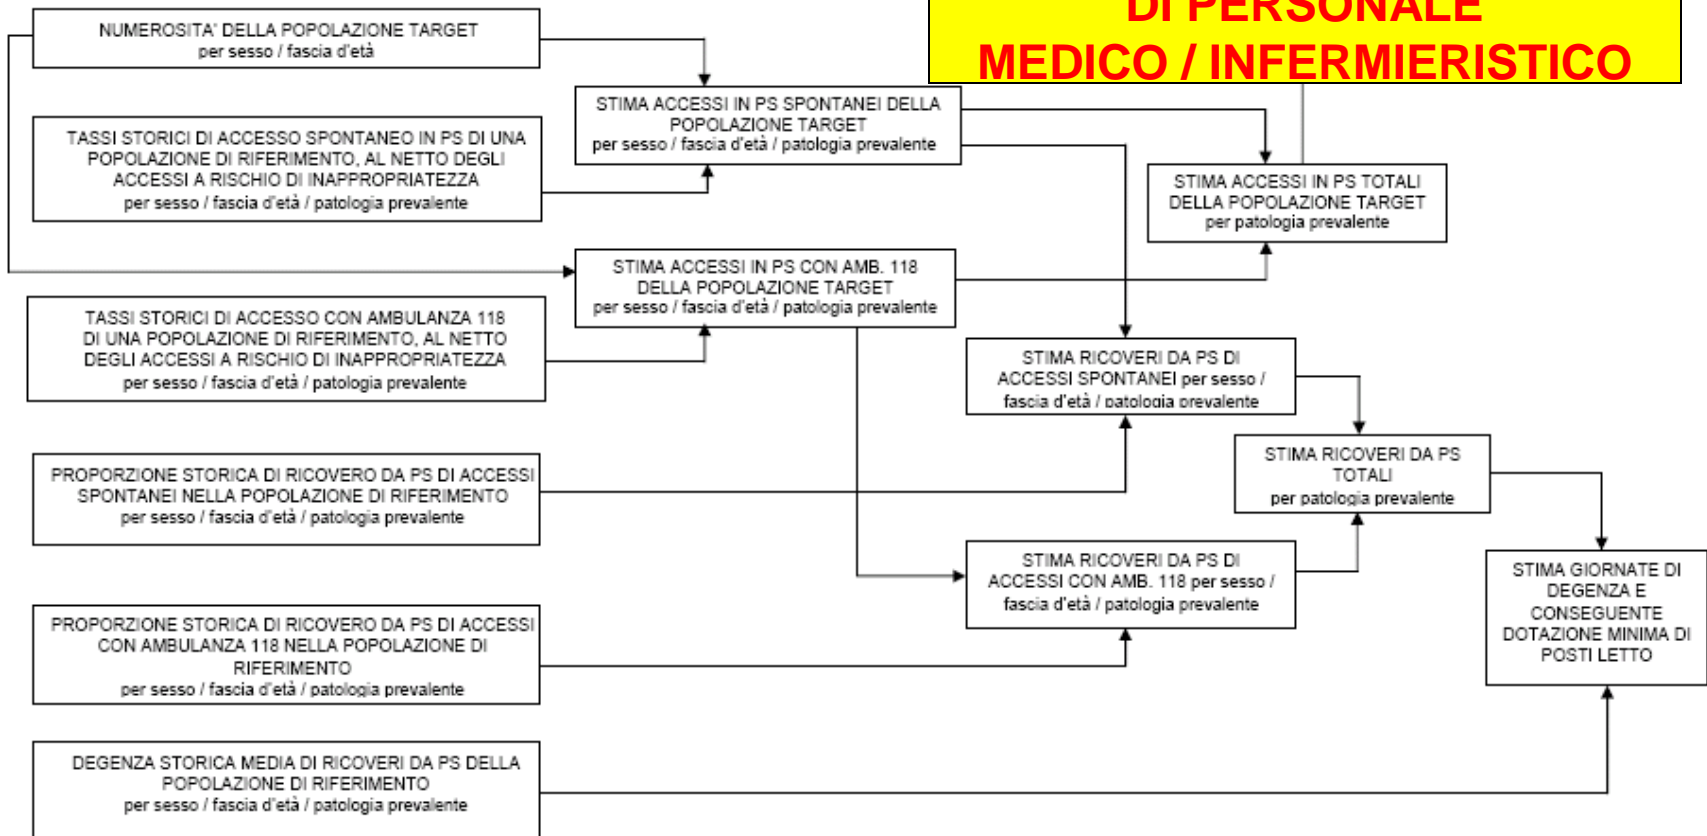 DI PERSONALE
MEDICO / INFERMIERISTICO
NUMEROSITA' DELLA POPOLAZIONE TARGET
per sesso / fascia d'età
TASSI STORICI DI ACCESSO SPONTANEO IN PS DI UNA
POPOLAZIONE DI RIFERIMENTO, AL NETTO DEGLI
ACCESSI A RISCHIO DI INAPPROPRIATEZZA
per sesso / fascia d'età / patologia prevalente
STIMA ACCESSI IN PS SPONTANEI DELLA
POPOLAZIONE TARGET
per sesso / fascia d'età / patologia prevalente
STIMA ACCESSI IN PS TOTALI
DELLA POPOLAZIONE TARGET
per patologia prevalente
STIMA ACCESSI IN PS CON AMB. 118
DELLA POPOLAZIONE TARGET
per sesso / fascia d'età / patologia prevalente
TASSI STORICI DI ACCESSO CON AMBULANZA 118
DI UNA POPOLAZIONE DI RIFERIMENTO, AL NETTO
DEGLI ACCESSI A RISCHIO DI INAPPROPRIATEZZA
per sesso / fascia d'età / patologia prevalente
STIMA RICOVERI DA PS DI
ACCESSI SPONTANEI per sesso /
fascia d'età / patologia prevalente
PROPORZIONE STORICA DI RICOVERO DA PS DI ACCESSI
SPONTANEI NELLA POPOLAZIONE DI RIFERIMENTO
per sesso / fascia d'età / patologia prevalente
STIMA RICOVERI DA PS
TOTALI
per patologia prevalente
STIMA RICOVERI DA PS DI
ACCESSI CON AMB. 118 per sesso /
fascia d'età / patologia prevalente
STIMA GIORNATE DI
DEGENZA E
CONSEGUENTE
DOTAZIONE MINIMA DI
POSTI LETTO
PROPORZIONE STORICA DI RICOVERO DA PS DI ACCESSI
CON AMBULANZA 118 NELLA POPOLAZIONE DI
RIFERIMENTO
per sesso / fascia d'età / patologia prevalente
DEGENZA STORICA MEDIA DI RICOVERI DA PS DELLA
POPOLAZIONE DI RIFERIMENTO
per sesso / fascia d'età / patologia prevalente